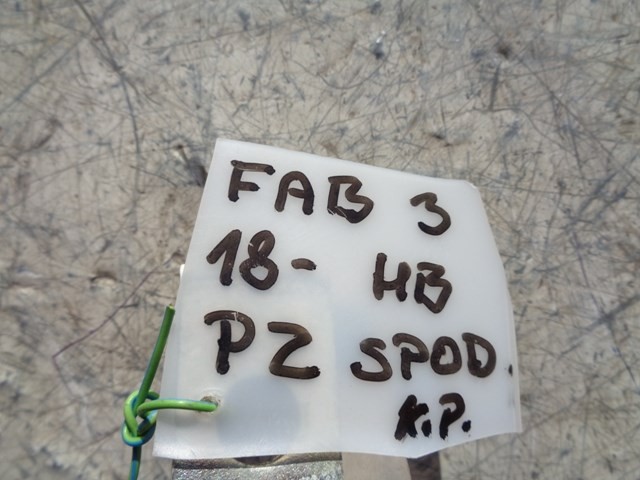 FAB 3
18- HB
PZ SPOD.
K.P.